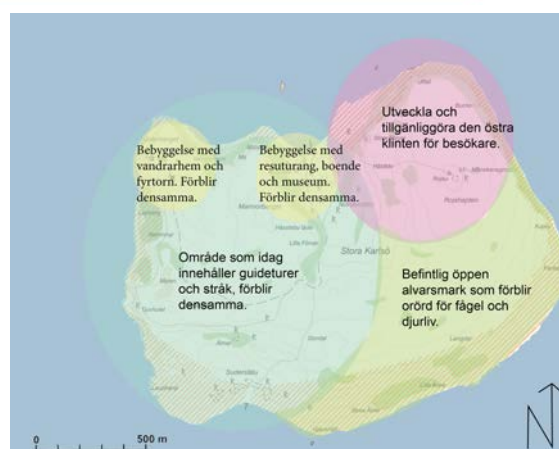 Utveckla och
tillgänliggöra den östra
klinten för besökare.
Bebyggelse med
vandrarhem och
fyrtorn. Förblir
densamma.
Bebyggelse med
resuturang, boende
och museum.
Förblir densamma.
Stora Karlsö
Område som idag
innehåller guideturer
och stråk, förblir
densamma.
Befintlig öppen
alvarsmark som förblir
orörd för fågel och
djurliv.
0
500 m
N